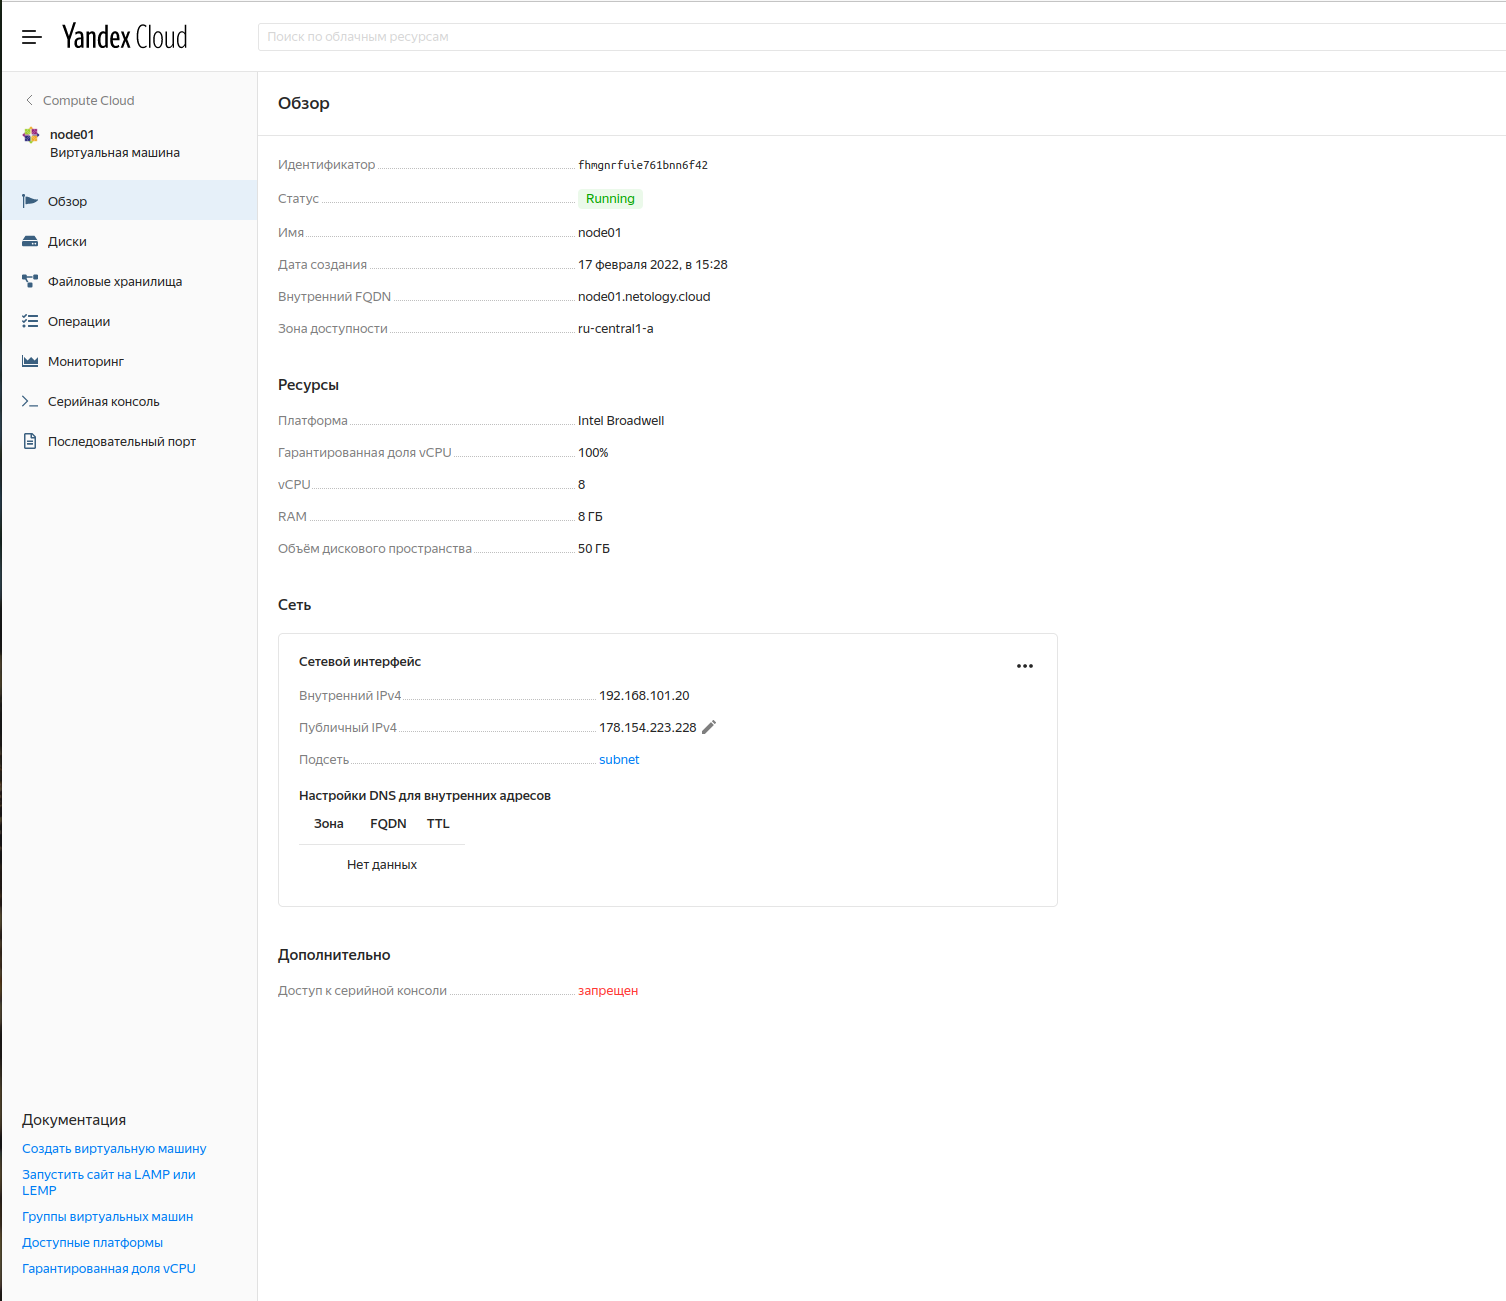 Yandex Cloud
Поиск по облачным ресурсам
Compute Cloud
node01
Виртуальная машина
Обзор
Диски
Файловые хранилища
Операции
Мониторинг
Серийная консоль
Последовательный порт
Документация
Создать виртуальную машину
Запустить сайт на LAMP или
LEMP
Группы виртуальных машин
Доступные платформы
Гарантированная доля vCPU
Обзор
Идентификатор fhmgnrfuie761bnn6f42
Статус Running
Имя node01
Дата создания 17 февраля 2022, в 15:28
Внутренний FQDN node01.netology.cloud
Зона доступности ru-central1-a
Ресурсы
Платформа Intel Broadwell
Гарантированная доля vCPU 100%
vCPU 8
RAM 8 ГБ
Объём дискового пространства 50 ГБ
Сеть
Сетевой интерфейс
Внутренний IPv4 192.168.101.20
Публичный IPv4 178.154.223.228
Подсеть subnet
Настройки DNS для внутренних адресов
Зона FQDN TTL
Нет данных
Дополнительно
Доступ к серийной консоли запрещен